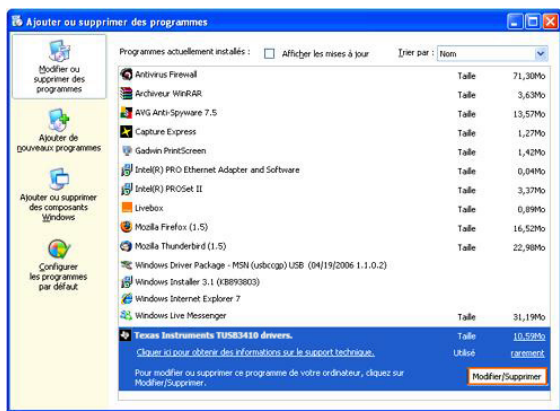 Ajouter ou supprimer des programmes
Modifier ou
supprimer des
programmes
Ajouter de
nouveaux programmes
Ajouter ou supprimer
des composants
Windows
Configurer
les programmes
par défaut
Programmes actuellement installés : Afficher les mises à jour Trier par : Nom
Antivirus Firewall Taille 71,30Mo
Archiveur WinRAR Taille 3,63Mo
AVG Anti-Spyware 7.5 Taille 13,57Mo
Capture Express Taille 1,27Mo
Gadwin PrintScreen Taille 1,42Mo
Intel(R) PRO Ethernet Adapter and Software Taille 0,04Mo
Intel(R) PROSet II Taille 3,37Mo
Livebox Taille 0,89Mo
Mozilla Firefox (1.5) Taille 16,52Mo
Mozilla Thunderbird (1.5) Taille 22,98Mo
Windows Driver Package - MSN (usbccgp) USB (04/19/2006 1.1.0.2)
Windows Installer 3.1 (KB893803)
Windows Internet Explorer 7
Windows Live Messenger Taille 31,19Mo
Texas Instruments TUSB3410 drivers. Taille 10,59Mo
Cliquer ici pour obtenir des informations sur le support technique. Utilisé rarement
Pour modifier ou supprimer ce programme de votre ordinateur, cliquez sur
Modifier/Supprimer. Modifier/Supprimer